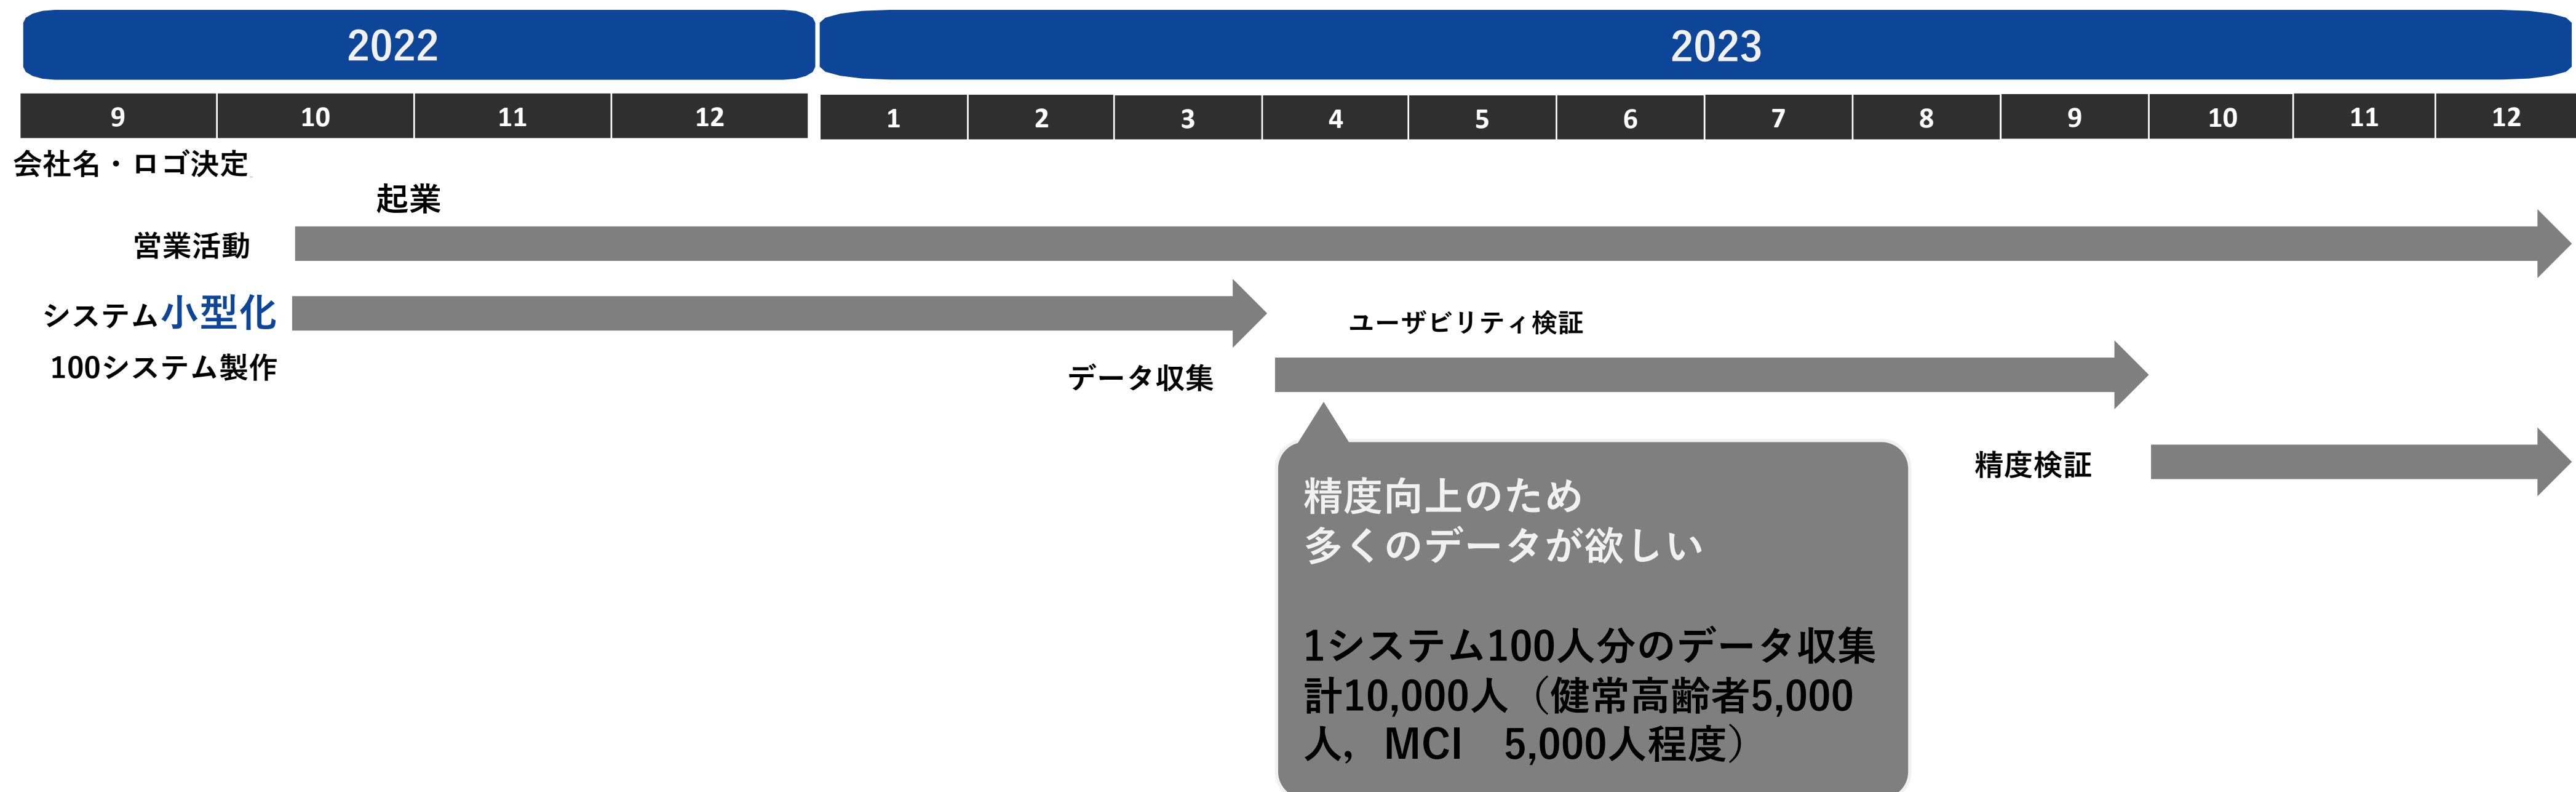 2022
2023
9 10 11 12 1 2 3 4 5 6 7 8 9 10 11 12
会社名・ロゴ決定
起業
営業活動
システム小型化
ユーザビリティ検証
100システム製作
データ収集
精度検証
精度向上のため
多くのデータが欲しい
1システム100人分のデータ収集
計10,000人（健常高齢者5,000
人，MCI　5,000人程度）